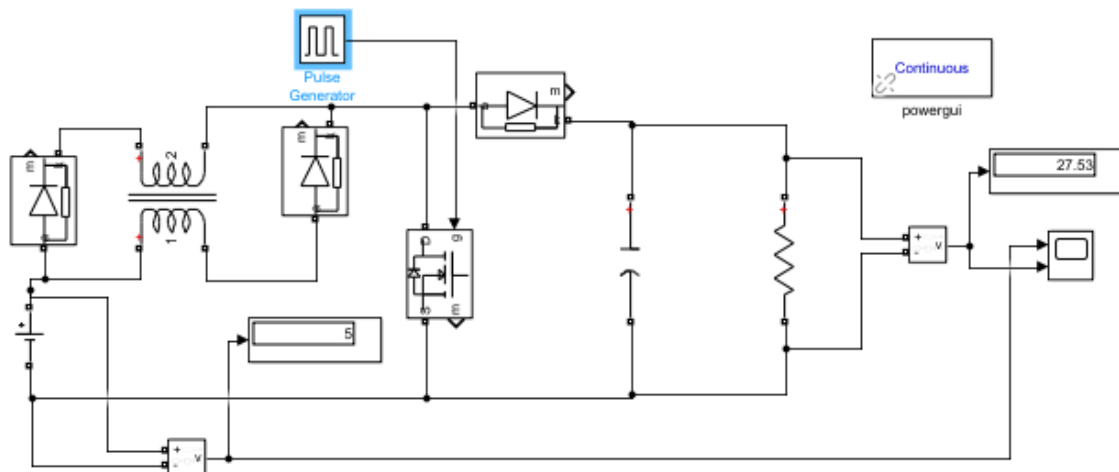 Pulse
Generator
Continuous
powergui
m
a
k
27.53
m
2
m
1
g
D
S
m
+
-
v
5
+
-
v